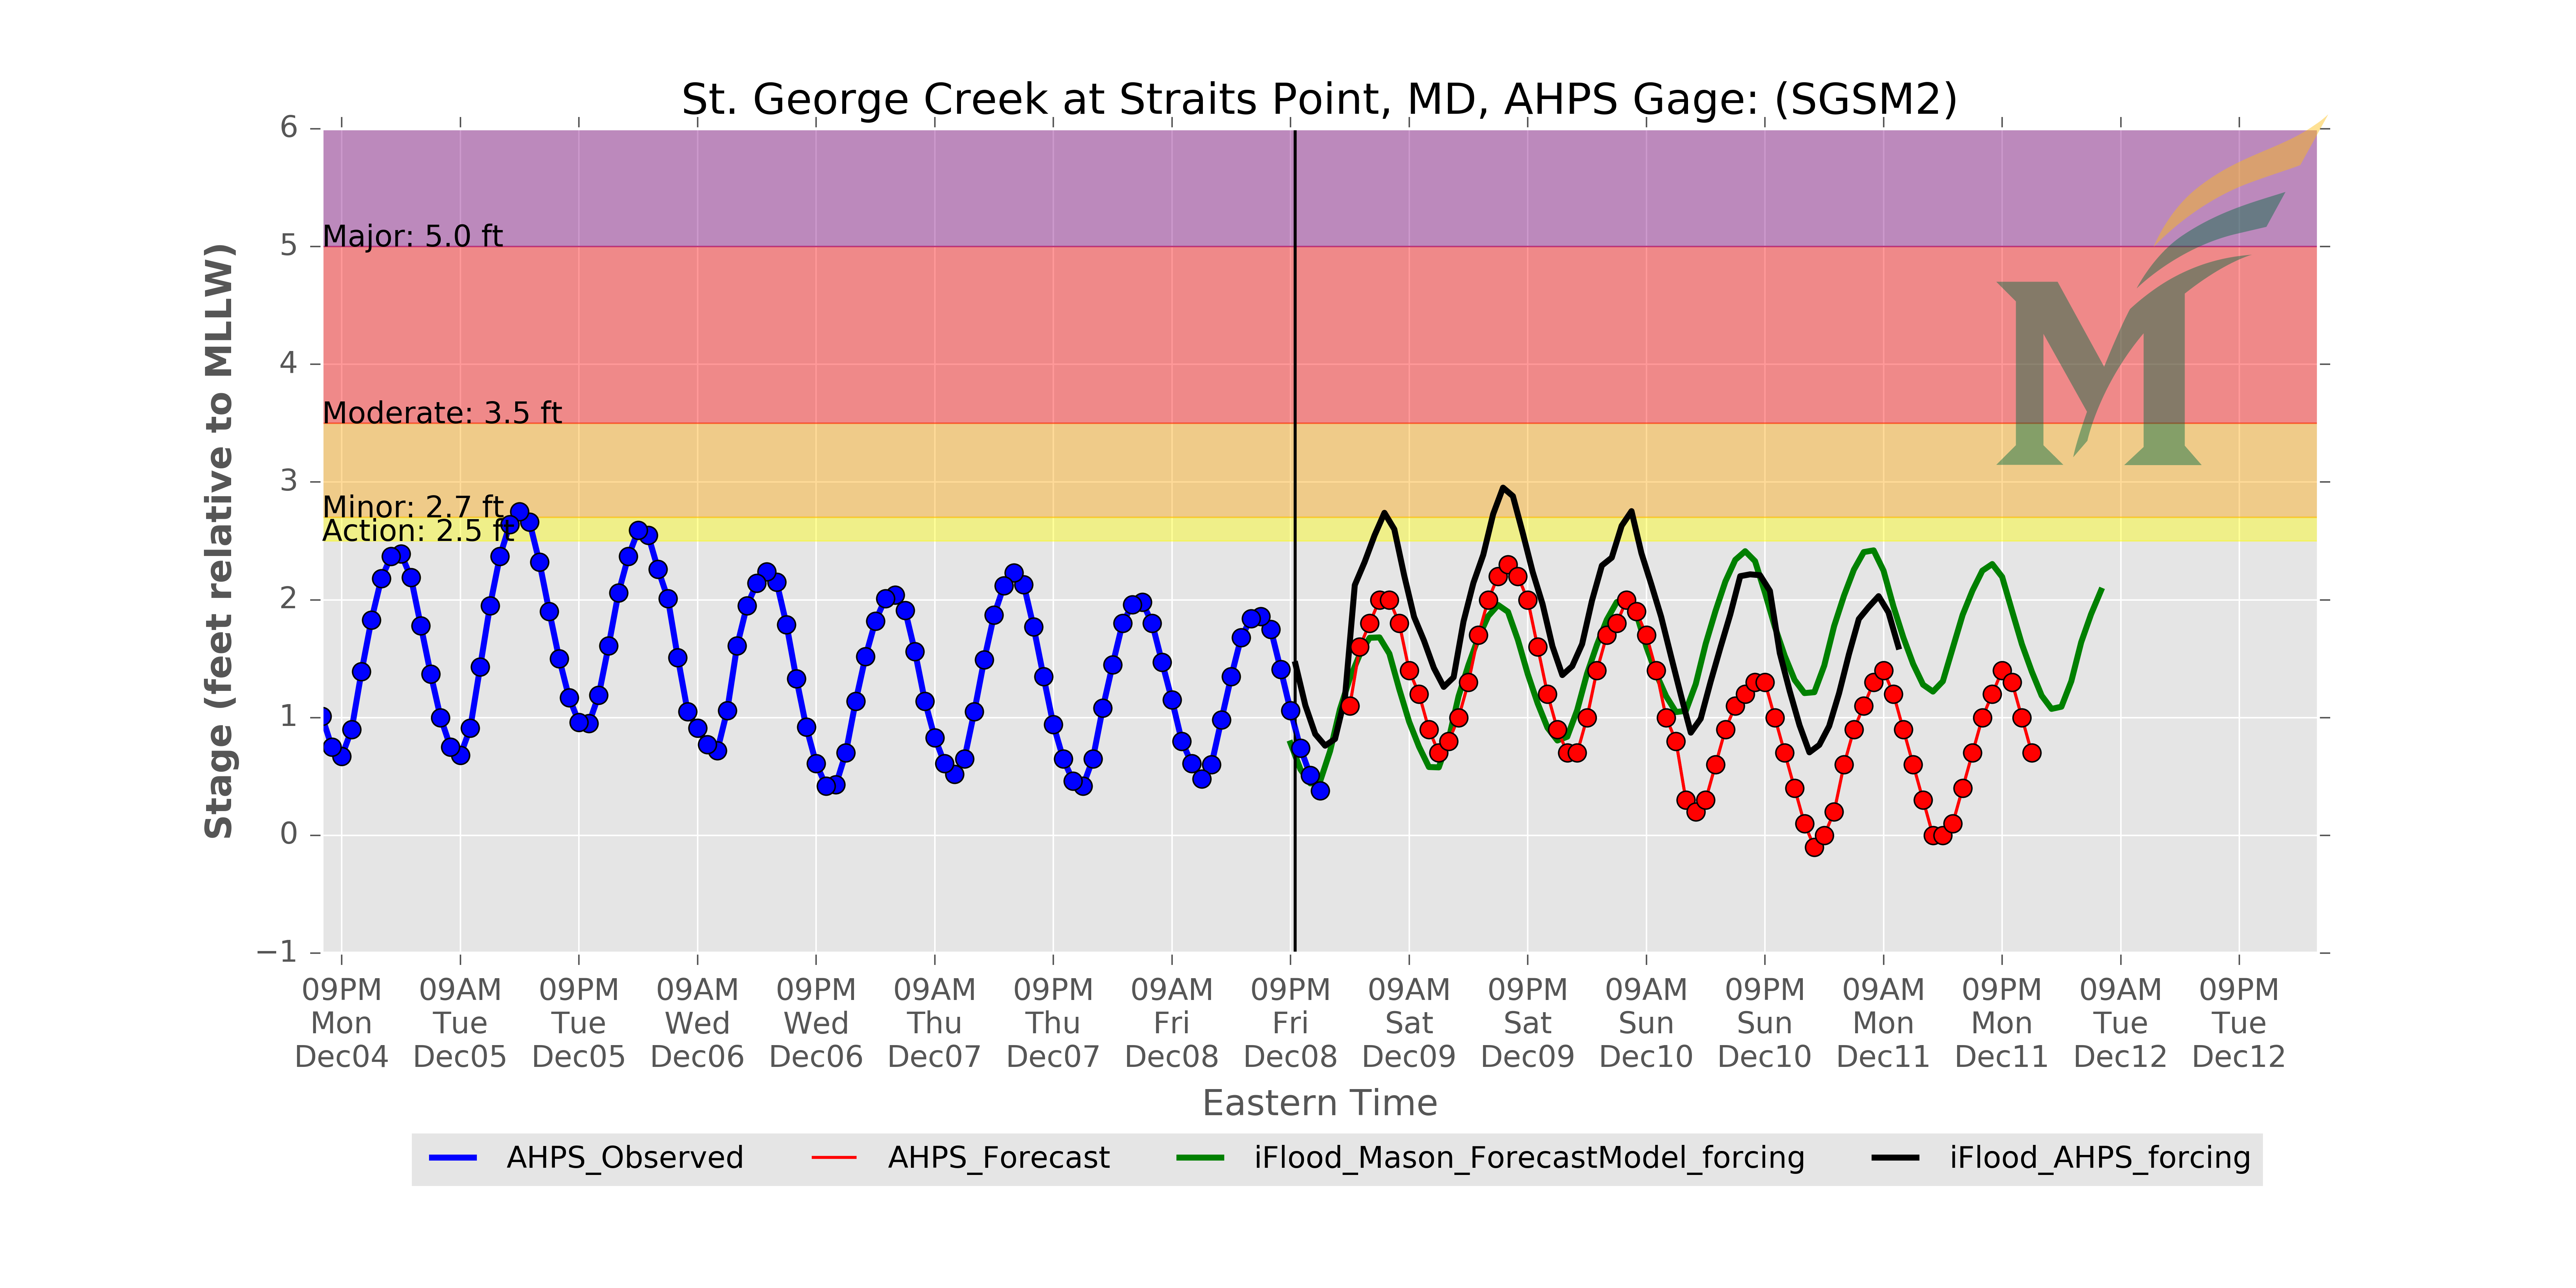 St. George Creek at Straits Point, MD, AHPS Gage: (SGSM2)
Stage (feet relative to MLLW)
6
5
4
3
2
1
0
−1
Major: 5.0 ft
Moderate: 3.5 ft
Minor: 2.7 ft
Action: 2.5 ft
M
09PM 09AM 09PM 09AM 09PM 09AM 09PM 09AM 09PM 09AM 09PM 09AM 09PM 09AM 09PM 09AM 09PM
Mon Tue Tue Wed Wed Thu Thu Fri Fri Sat Sat Sun Sun Mon Mon Tue Tue
Dec04 Dec05 Dec05 Dec06 Dec06 Dec07 Dec07 Dec08 Dec08 Dec09 Dec09 Dec10 Dec10 Dec11 Dec11 Dec12 Dec12
Eastern Time
AHPS_Observed AHPS_Forecast iFlood_Mason_ForecastModel_forcing iFlood_AHPS_forcing